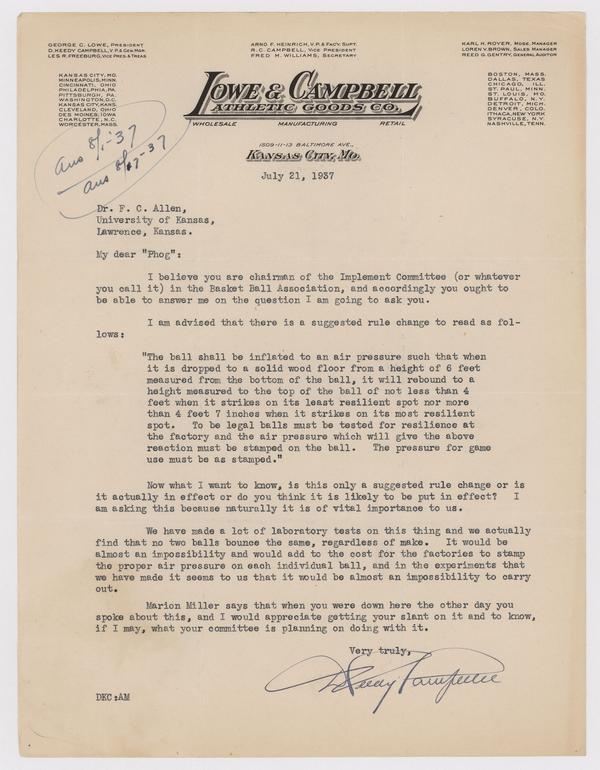 GEORGE C. LOWE, PRESIDENT
D. KEEDY CAMPBELL, V. P. & GEN. MGR.
LES R. FREEBURG, VICE PRES. & TREAS.
ARNO F. HEINRICH, V. P. & FACY. SUPT.
R. C. CAMPBELL, VICE PRESIDENT
FRED M. WILLIAMS, SECRETARY
KARL H. ROYER, MDSE. MANAGER
LOREN V. BROWN, SALES MANAGER
REED G. GENTRY, GENERAL AUDITOR
KANSAS CITY, MO.
MINNEAPOLIS, MINN.
CINCINNATI, OHIO
PHILADELPHIA, PA.
PITTSBURGH, PA.
WASHINGTON, D.C.
KANSAS CITY, KANS.
CLEVELAND, OHIO
DES MOINES, IOWA
CHARLOTTE, N.C.
WORCESTER, MASS.
LOWE & CAMPBELL
ATHLETIC GOODS CO.
WHOLESALE MANUFACTURING RETAIL
BOSTON, MASS.
DALLAS, TEXAS
CHICAGO, ILL.
ST. PAUL, MINN.
ST. LOUIS, MO.
BUFFALO, N.Y.
DETROIT, MICH.
DENVER, COLO.
ITHACA, NEW YORK
SYRACUSE, N.Y.
NASHVILLE, TENN.
1509-11-13 BALTIMORE AVE.,
KANSAS CITY, MO.
ans 8/5-37
ans 8/27-37
July 21, 1937
Dr. F. C. Allen,
University of Kansas,
Lawrence, Kansas.
My dear "Phog":
I believe you are chairman of the Implement Committee (or whatever
you call it) in the Basket Ball Association, and accordingly you ought to
be able to answer me on the question I am going to ask you.
I am advised that there is a suggested rule change to read as fol-
lows:
"The ball shall be inflated to an air pressure such that when
it is dropped to a solid wood floor from a height of 6 feet
measured from the bottom of the ball, it will rebound to a
height measured to the top of the ball of not less than 4
feet when it strikes on its least resilient spot nor more
than 4 feet 7 inches when it strikes on its most resilient
spot. To be legal balls must be tested for resilience at
the factory and the air pressure which will give the above
reaction must be stamped on the ball. The pressure for game
use must be as stamped."
Now what I want to know, is this only a suggested rule change or is
it actually in effect or do you think it is likely to be put in effect? I
am asking this because naturally it is of vital importance to us.
We have made a lot of laboratory tests on this thing and we actually
find that no two balls bounce the same, regardless of make. It would be
almost an impossibility and would add to the cost for the factories to stamp
the proper air pressure on each individual ball, and in the experiments that
we have made it seems to us that it would be almost an impossibility to carry
out.
Marion Miller says that when you were down here the other day you
spoke about this, and I would appreciate getting your slant on it and to know,
if I may, what your committee is planning on doing with it.
Very truly,
D Keedy Campbell
DKC:AM